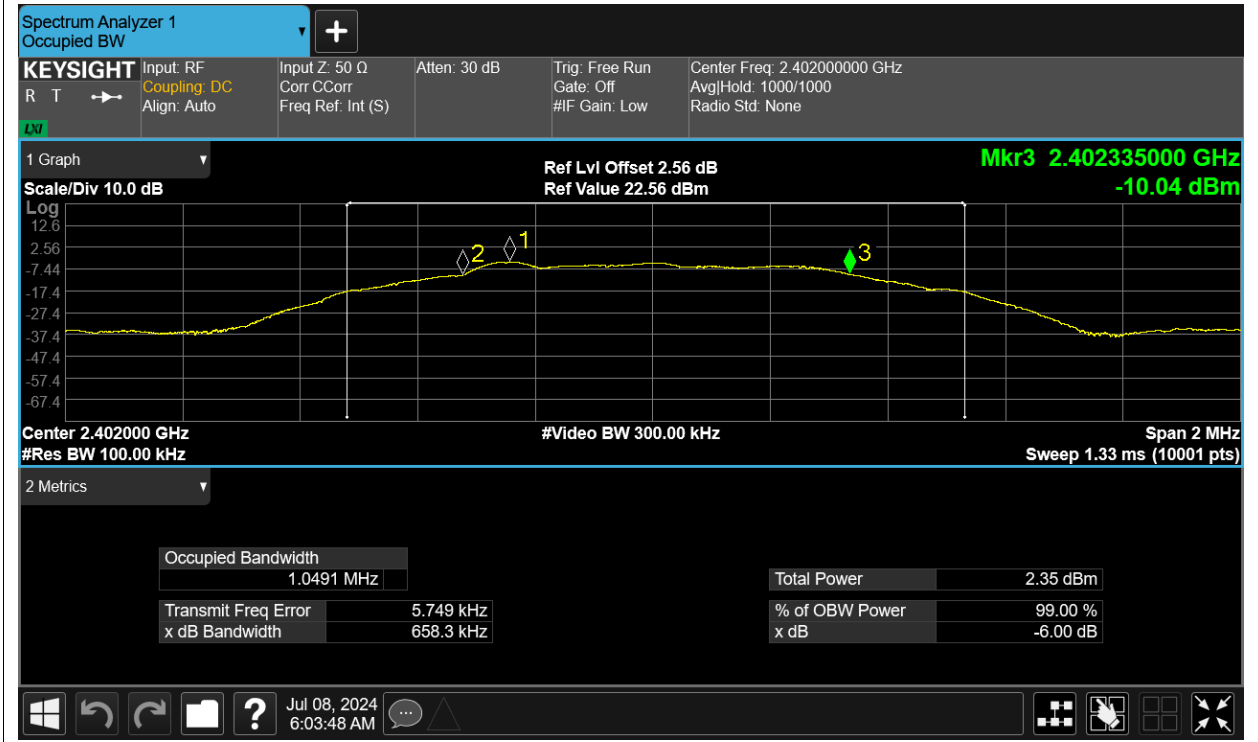 Spectrum Analyzer 1
Occupied BW
KEYSIGHT
R T
LXI
Input: RF
Coupling: DC
Align: Auto
Input Z: 50 Ω
Corr CCorr
Freq Ref: Int (S)
Atten: 30 dB
Trig: Free Run
Gate: Off
#IF Gain: Low
Center Freq: 2.402000000 GHz
Avg|Hold: 1000/1000
Radio Std: None
1 Graph
Scale/Div 10.0 dB
Ref Lvl Offset 2.56 dB
Ref Value 22.56 dBm
Mkr3 2.402335000 GHz
-10.04 dBm
Log
12.6
2.56
-7.44
-17.4
-27.4
-37.4
-47.4
-57.4
-67.4
2
1
3
Center 2.402000 GHz
#Video BW 300.00 kHz
Span 2 MHz
#Res BW 100.00 kHz
Sweep 1.33 ms (10001 pts)
2 Metrics
Occupied Bandwidth
1.0491 MHz
Transmit Freq Error 5.749 kHz
x dB Bandwidth 658.3 kHz
Total Power 2.35 dBm
% of OBW Power 99.00 %
x dB -6.00 dB
?
Jul 08, 2024
6:03:48 AM